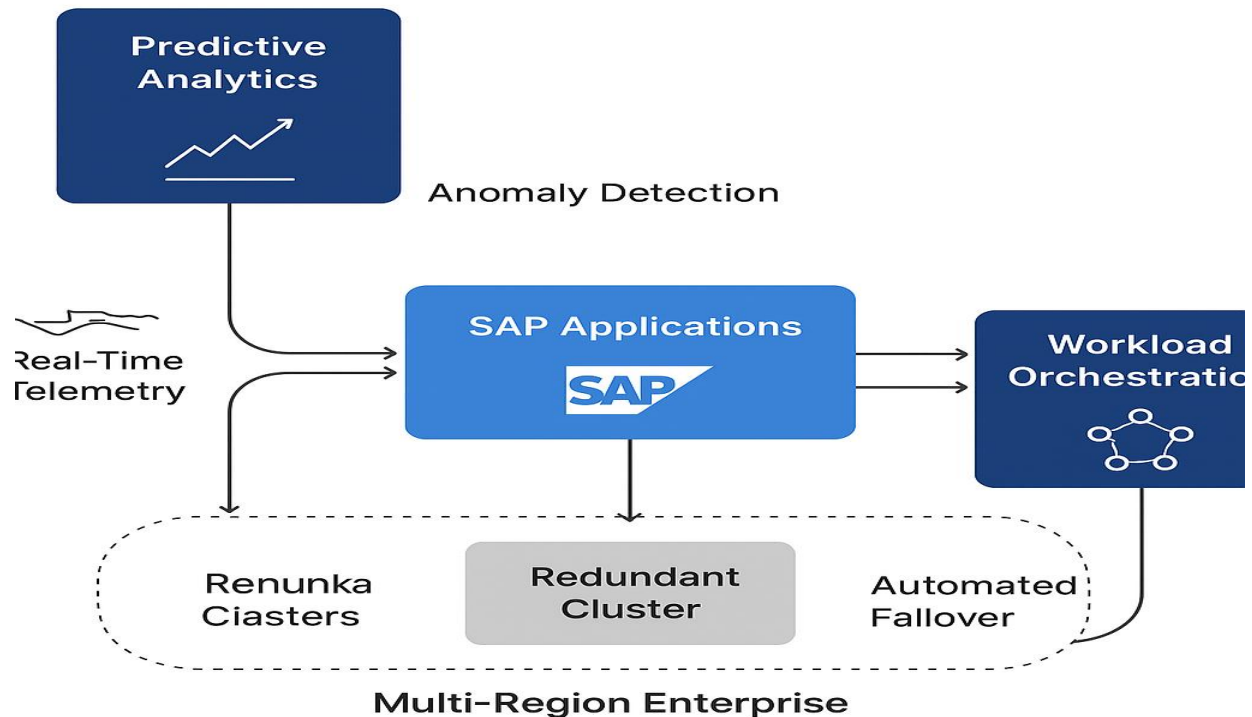 Predictive
Analytics
Anomaly Detection
SAP Applications
SAP
Real-Time
Telemetry
Workload
Orchestration
Renunka
Ciasters
Redundant
Cluster
Automated
Fallover
Multi-Region Enterprise